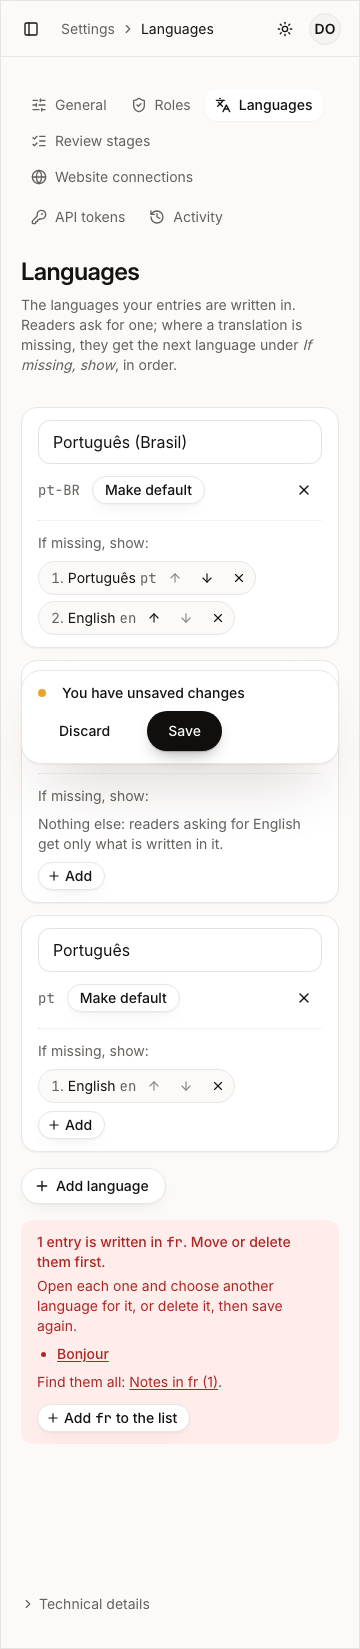 Settings > Languages
DO
General
Roles
Languages
Review stages
Website connections
API tokens
Activity
Languages
The languages your entries are written in.
Readers ask for one; where a translation is
missing, they get the next language under If
missing, show, in order.
Português (Brasil)
pt-BR
Make default
If missing, show:
1. Português pt
2. English en
You have unsaved changes
Discard
Save
If missing, show:
Nothing else: readers asking for English
get only what is written in it.
Add
Português
pt
Make default
If missing, show:
1. English en
Add
Add language
1 entry is written in fr. Move or delete
them first.
Open each one and choose another
language for it, or delete it, then save
again.
Bonjour
Find them all: Notes in fr (1).
Add fr to the list
Technical details